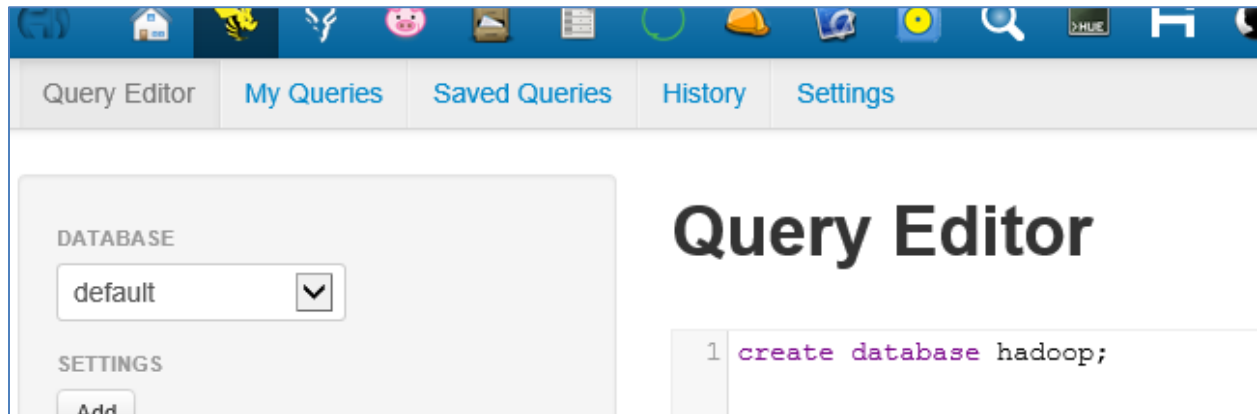 >HUE
Query Editor My Queries Saved Queries History Settings
DATABASE
default
SETTINGS
Add
Query Editor
1 create database hadoop;